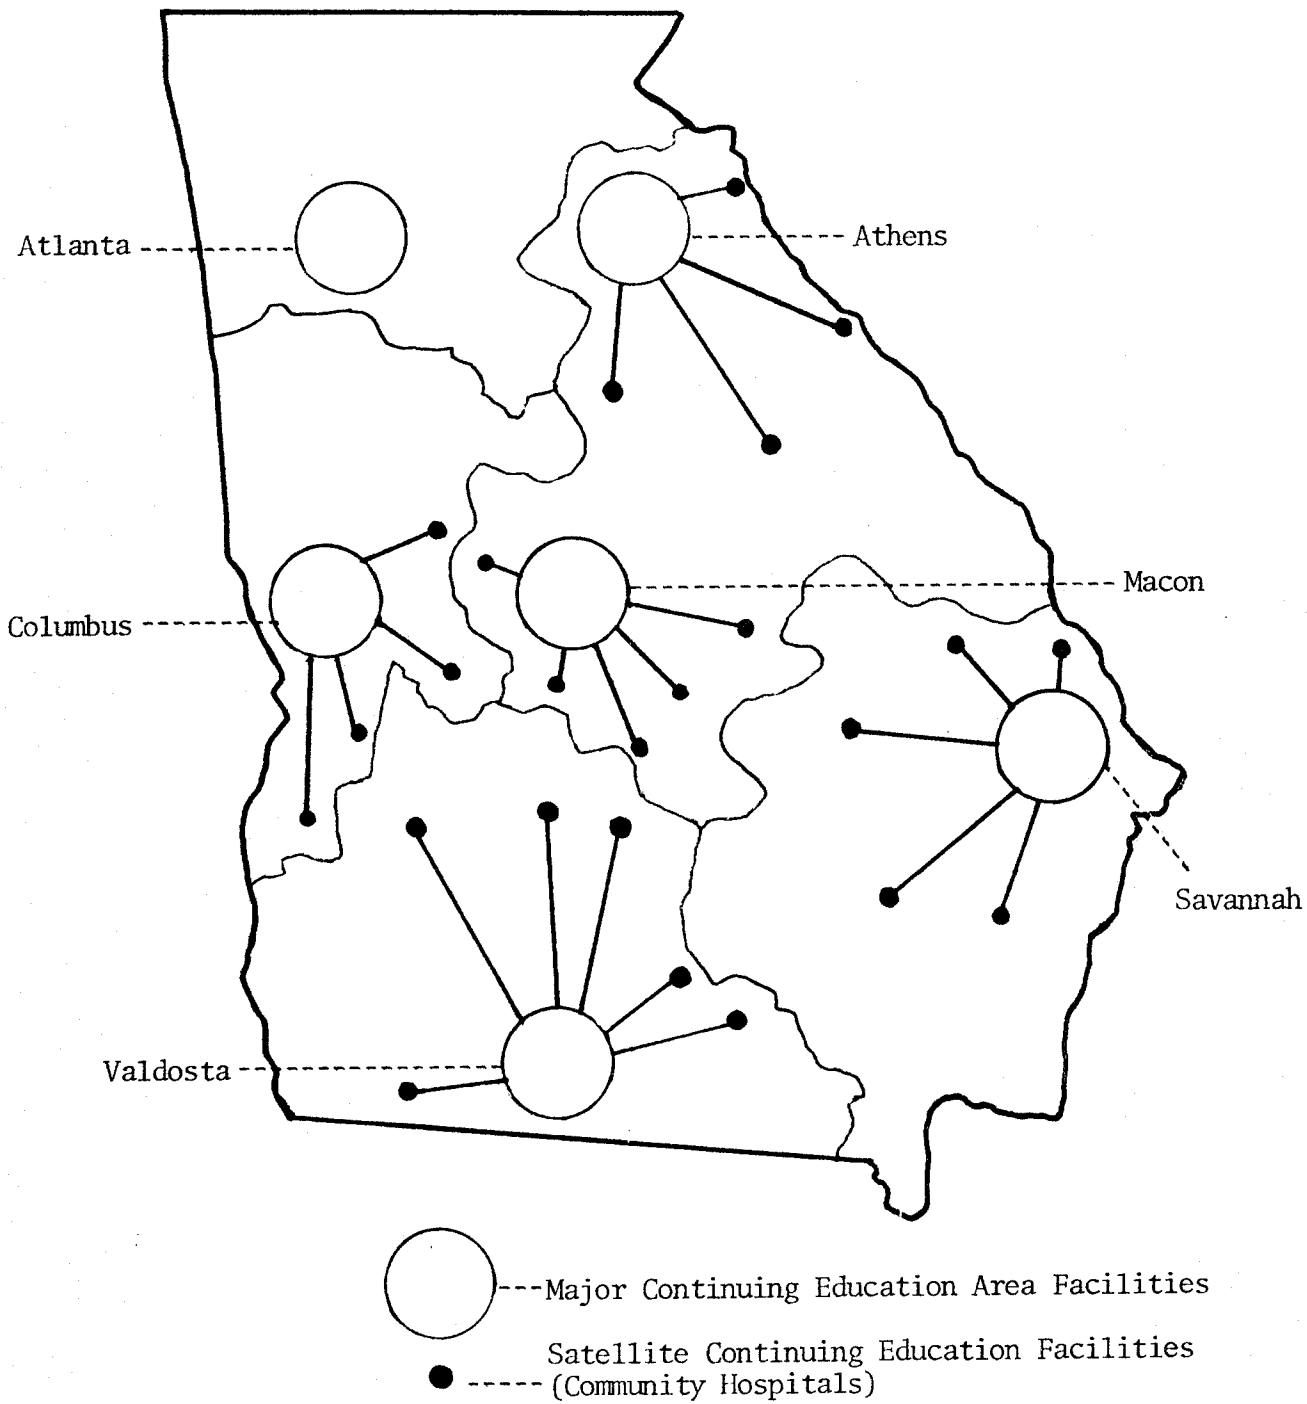 Atlanta
Athens
Macon
Columbus
Savannah
Valdosta
Major Continuing Education Area Facilities
Satellite Continuing Education Facilities
(Community Hospitals)